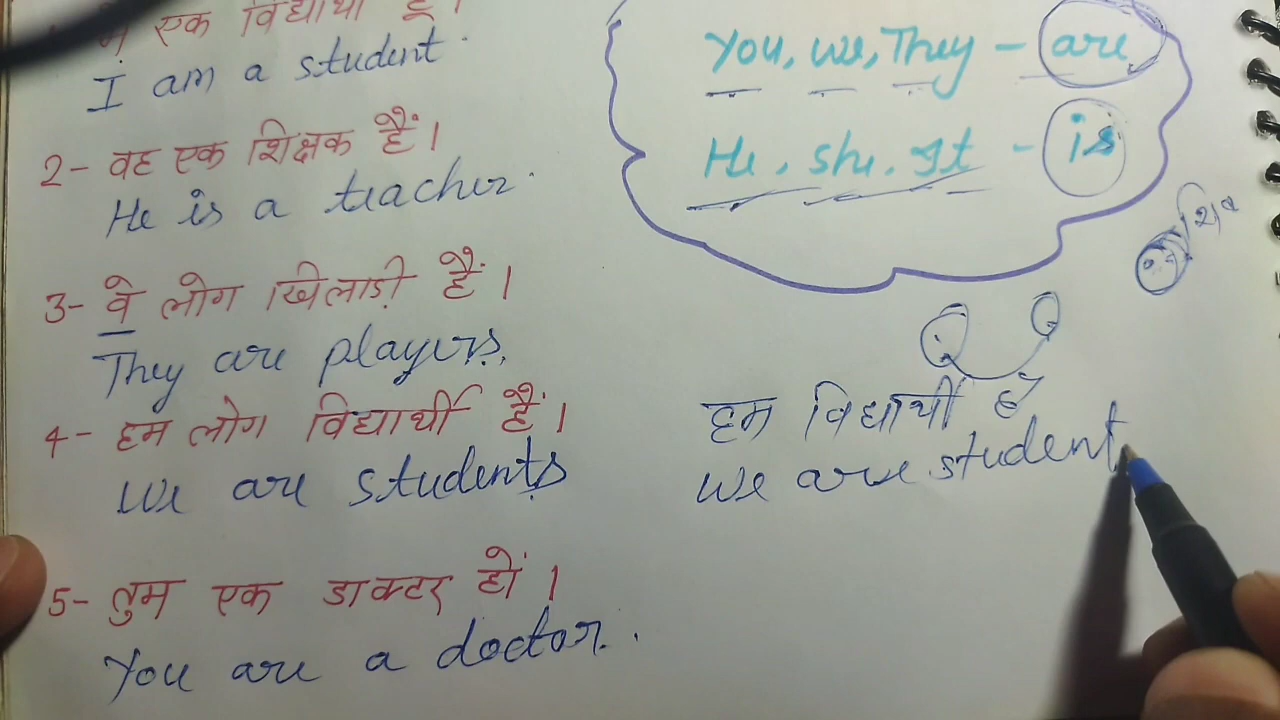 मैं एक विद्यार्थी हूँ।
I am a student.
2- वह एक शिक्षक हैं।
He is a teacher.
3- वे लोग खिलाड़ी हैं।
They are players.
4- हम लोग विद्यार्थी हैं।
We are students
5- तुम एक डाक्टर हों।
You are a doctor.
You, we, They - are
He, she. It - is
हम विद्यार्थी हैं
we are student